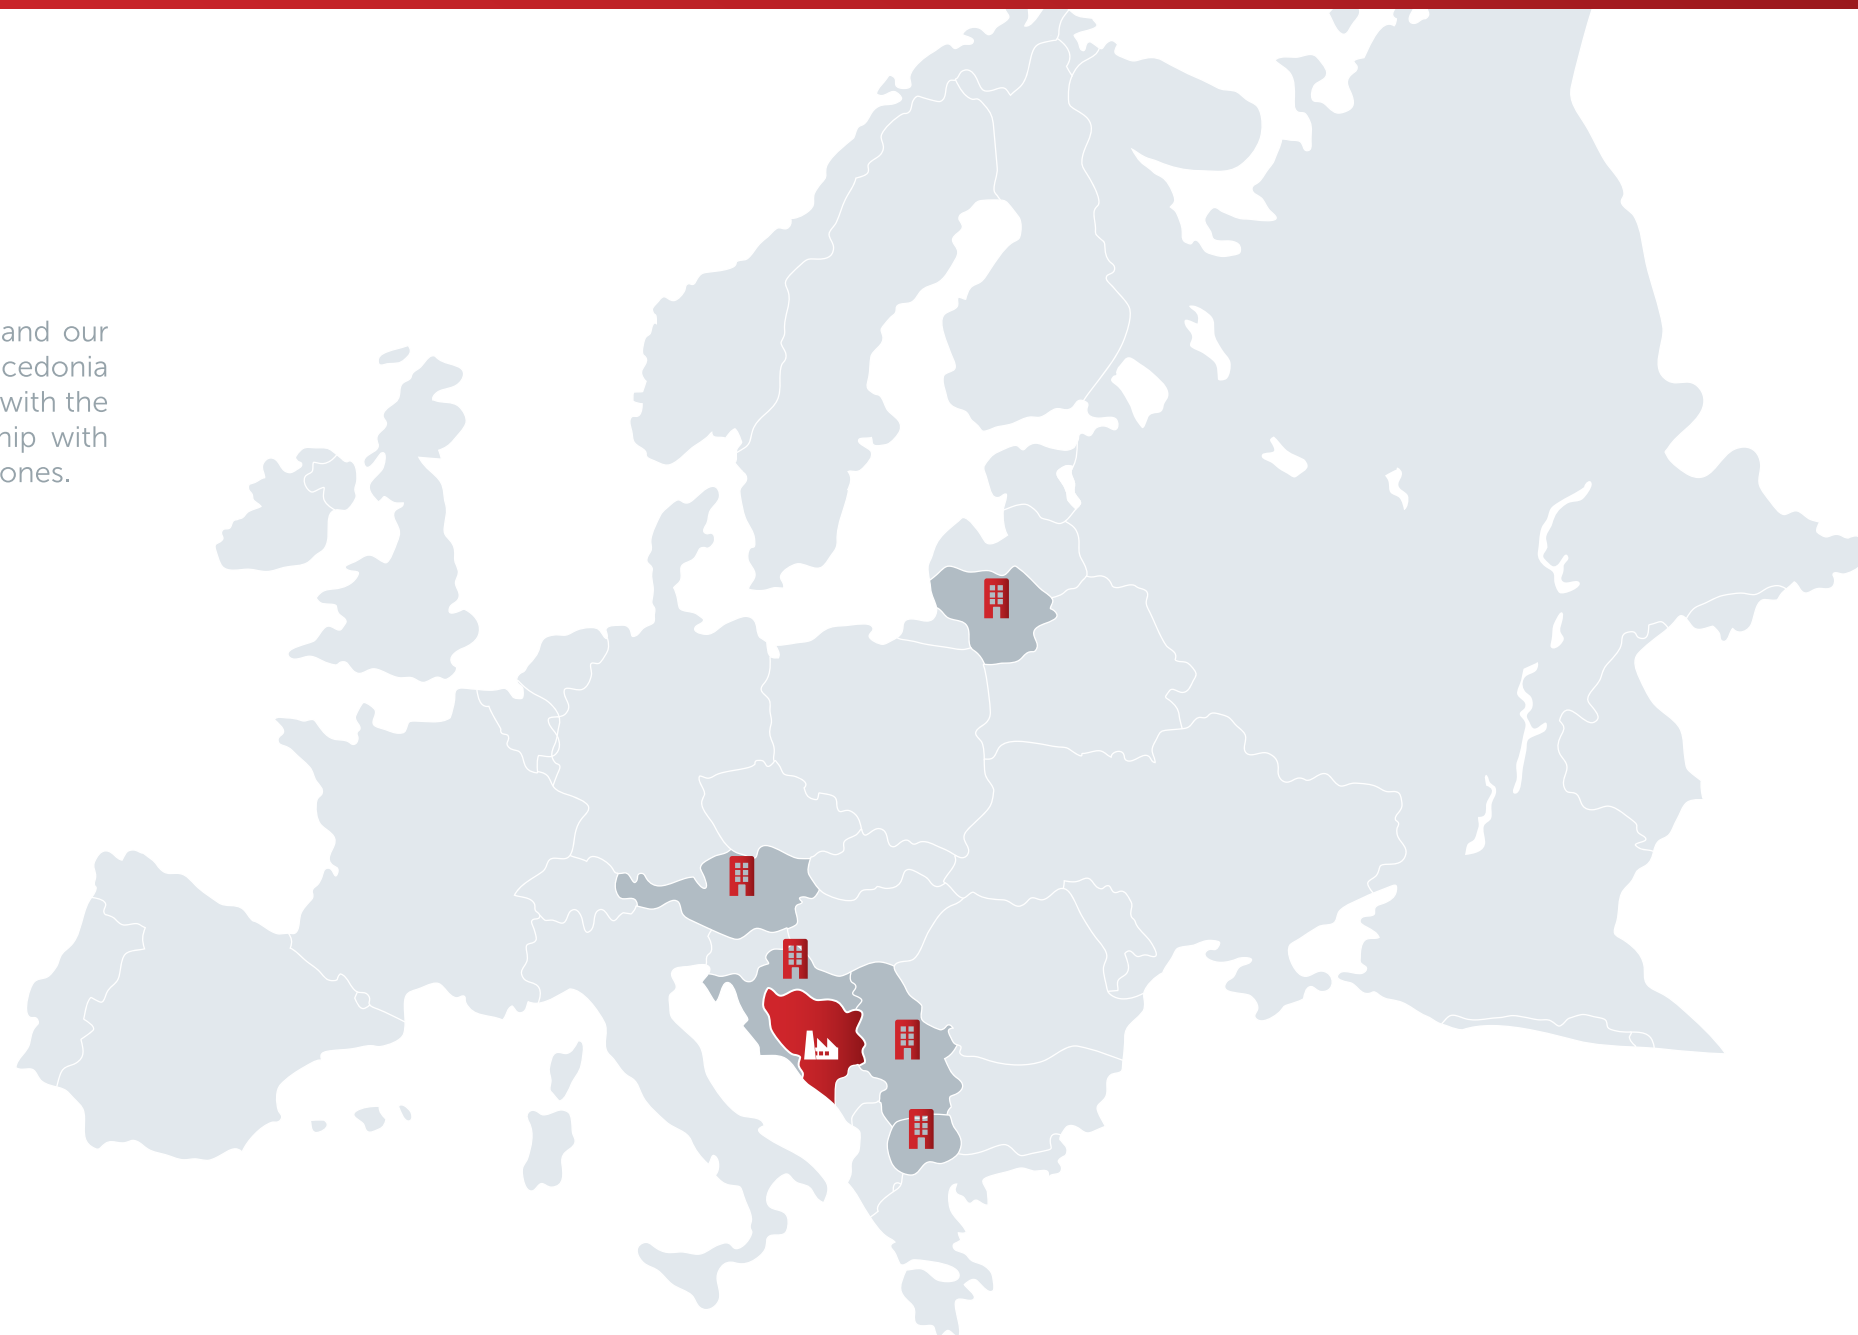 and our
cedonia
with the
hip with
ones.